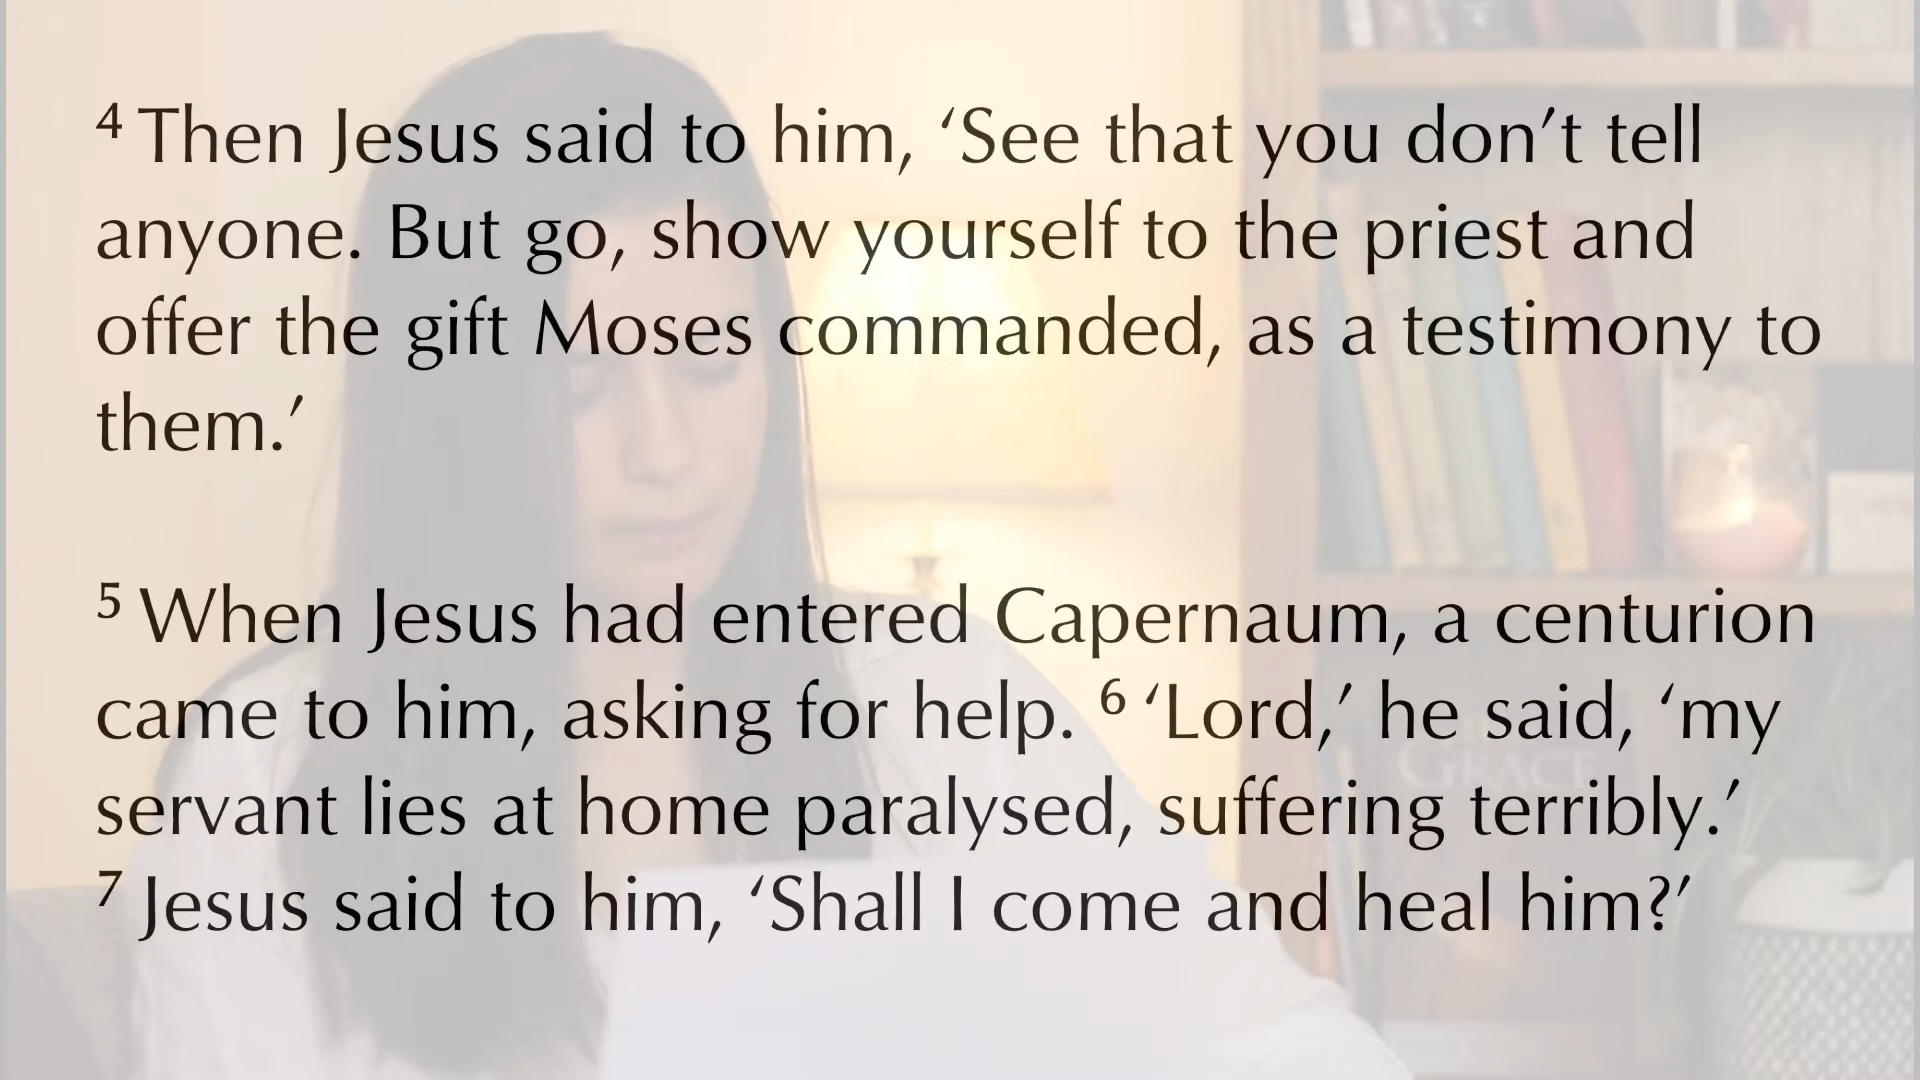 ⁴ Then Jesus said to him, ‘See that you don’t tell
anyone. But go, show yourself to the priest and
offer the gift Moses commanded, as a testimony to
them.’
⁵ When Jesus had entered Capernaum, a centurion
came to him, asking for help. ⁶ ‘Lord,’ he said, ‘my
servant lies at home paralysed, suffering terribly.’
⁷ Jesus said to him, ‘Shall I come and heal him?’
GRACE